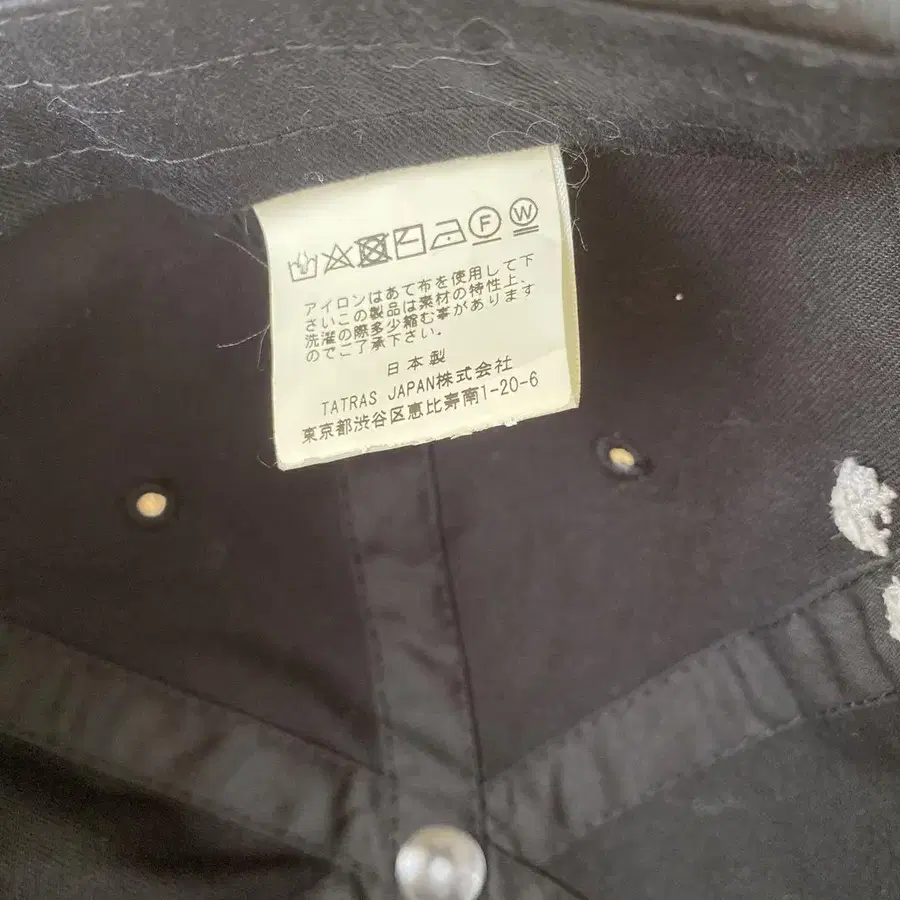 F W
アイロンはあて布を使用して下
さいこの製品は素材の特性上、
洗濯の際多少縮む事があります
のでご了承下さい。
日本製
TATRAS JAPAN株式会社
東京都渋谷区恵比寿南1-20-6